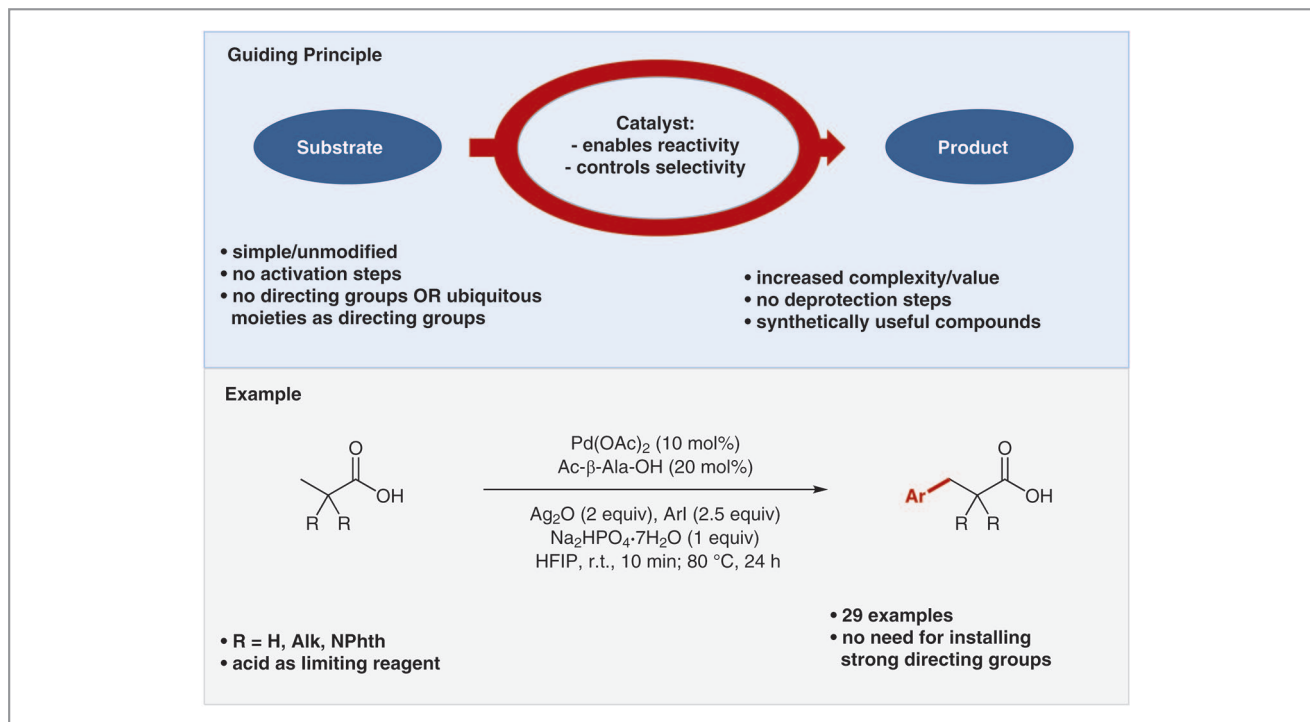 Guiding Principle
Substrate
Catalyst:
- enables reactivity
- controls selectivity
Product
• simple/unmodified
• no activation steps
• no directing groups OR ubiquitous
moieties as directing groups
• increased complexity/value
• no deprotection steps
• synthetically useful compounds
Example
O
OH
R R
Pd(OAc)₂ (10 mol%)
Ac-β-Ala-OH (20 mol%)
Ag₂O (2 equiv), ArI (2.5 equiv)
Na₂HPO₄•7H₂O (1 equiv)
HFIP, r.t., 10 min; 80 °C, 24 h
O
Ar
OH
R R
• R = H, Alk, NPhth
• acid as limiting reagent
• 29 examples
• no need for installing
strong directing groups